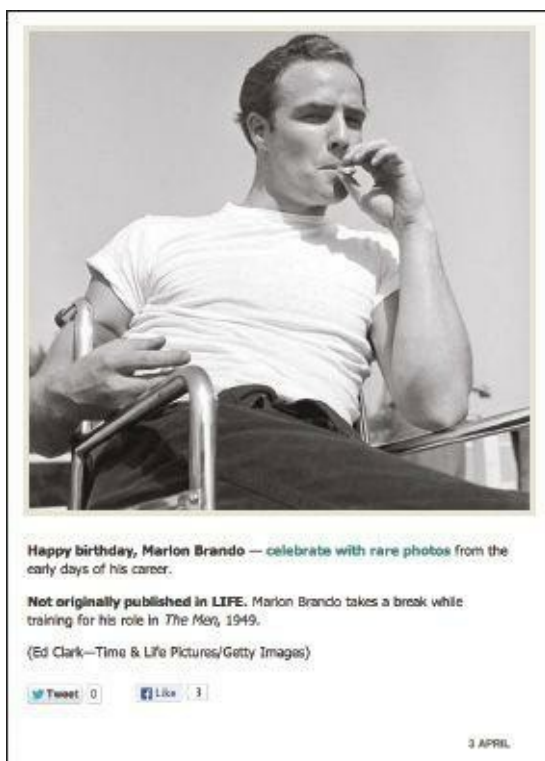 Happy birthday, Marlon Brando — celebrate with rare photos from the
early days of his career.
Not originally published in LIFE. Marlon Brando takes a break while
training for his role in The Men, 1949.
(Ed Clark—Time & Life Pictures/Getty Images)
Tweet 0 Like 3
3 APRIL